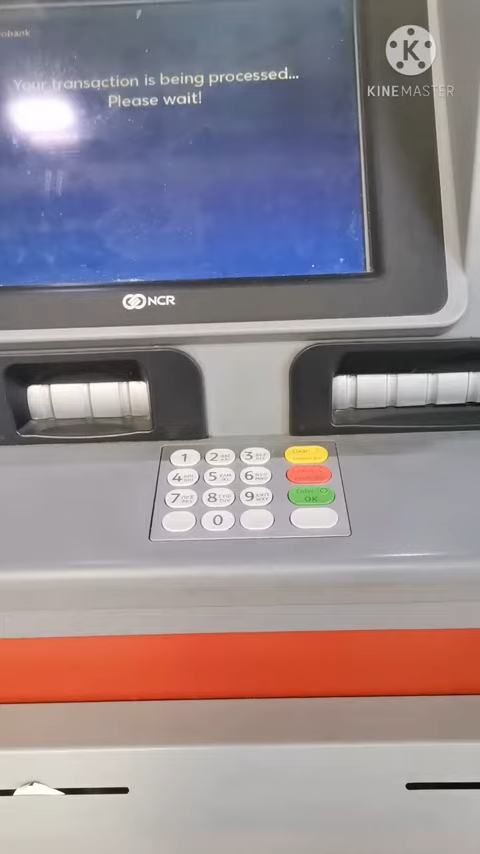 Your transaction is being processed...
Please wait!
K
KINEMASTER
NCR
1 2 3
4 5 6
7 8 9
Enter
OK
0